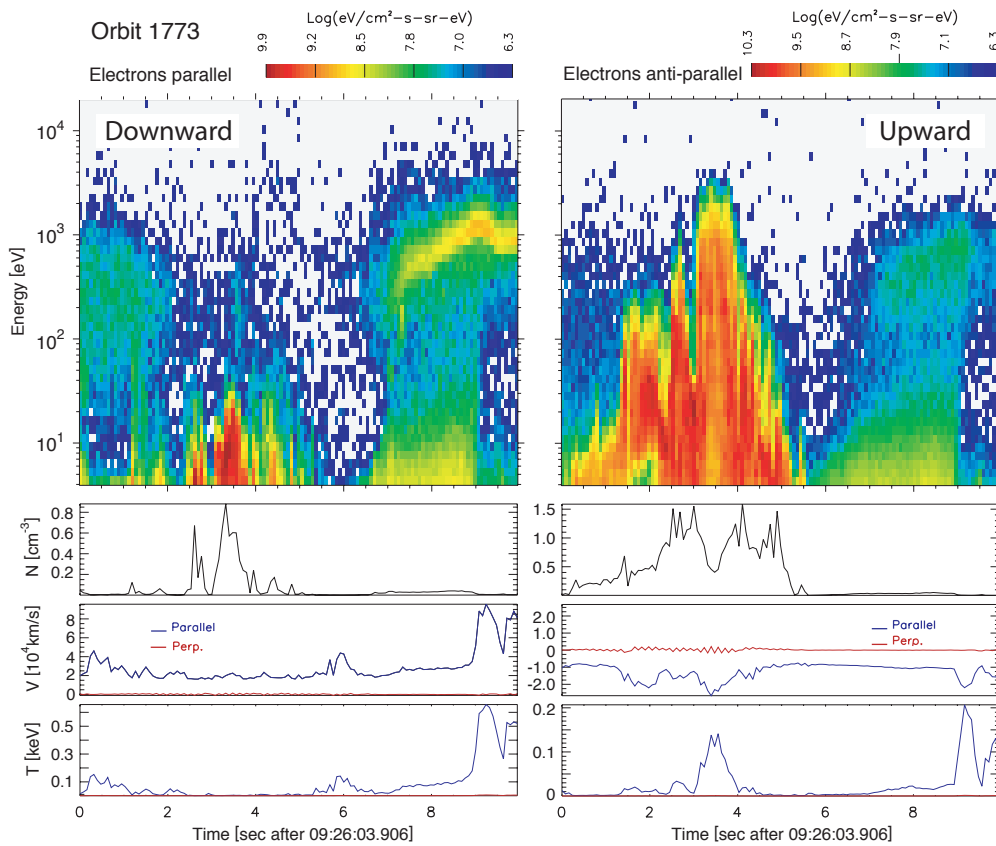 Orbit 1773
Log(eV/cm²-s-sr-eV)
9.9 9.2 8.5 7.8 7.0 6.3
Electrons parallel
Log(eV/cm²-s-sr-eV)
10.3 9.5 8.7 7.9 7.1 6.3
Electrons anti-parallel
Downward
Upward
Energy [eV]
10⁴
10³
10²
10¹
N [cm⁻³]
0.8
0.6
0.4
0.2
1.5
1.0
0.5
V [10⁴km/s]
8
6
4
2
0
Parallel
Perp.
2.0
1.0
0
-1.0
-2.0
Parallel
Perp.
T [keV]
0.5
0.3
0.1
0.2
0.1
0
0 2 4 6 8
Time [sec after 09:26:03.906]
0 2 4 6 8
Time [sec after 09:26:03.906]